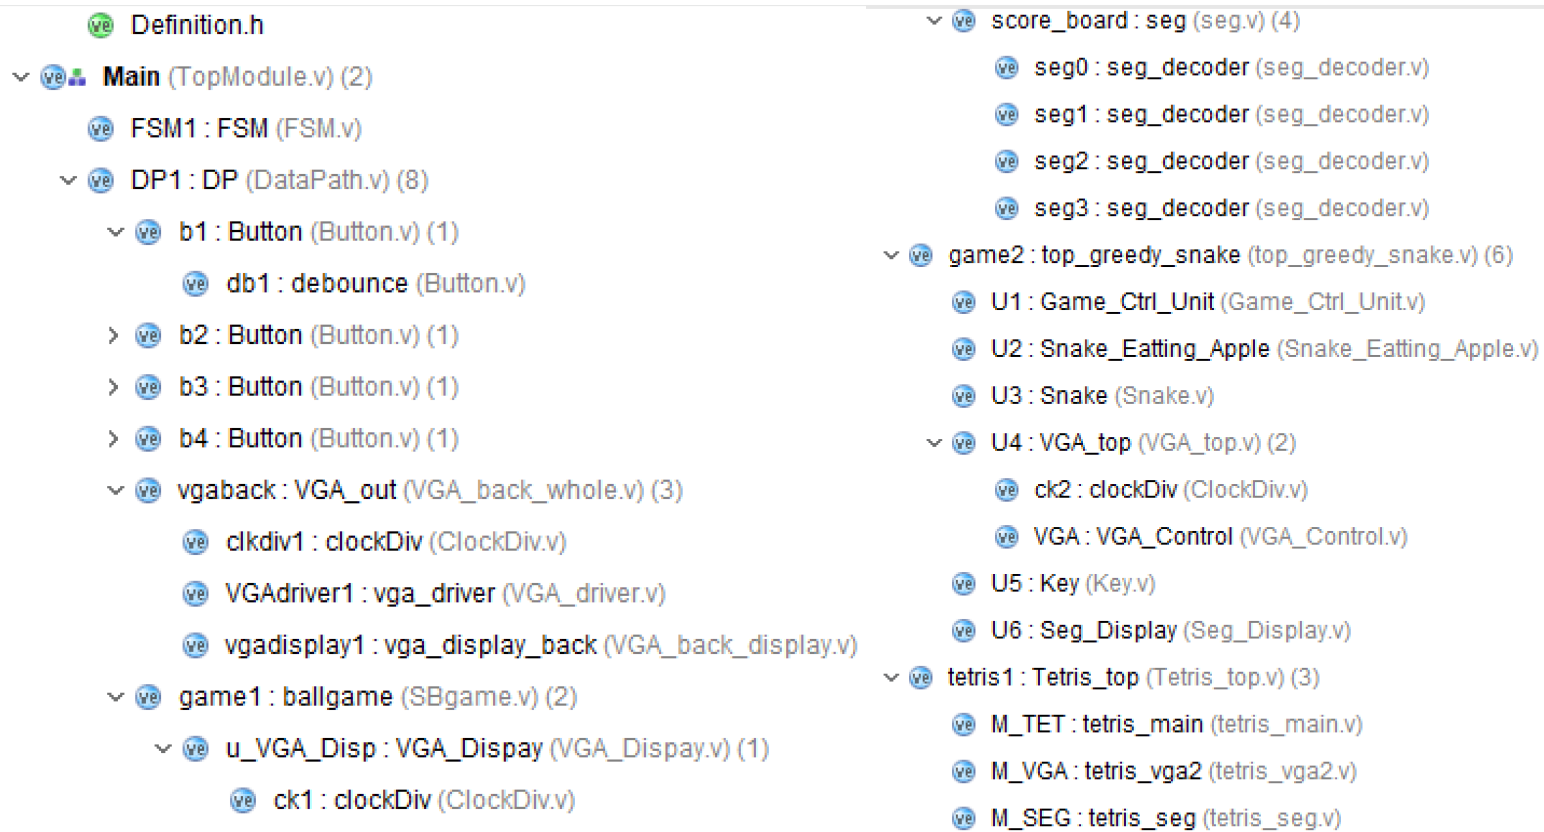 Definition.h
Main (TopModule.v) (2)
FSM1 : FSM (FSM.v)
DP1 : DP (DataPath.v) (8)
b1 : Button (Button.v) (1)
db1 : debounce (Button.v)
b2 : Button (Button.v) (1)
b3 : Button (Button.v) (1)
b4 : Button (Button.v) (1)
vgaback : VGA_out (VGA_back_whole.v) (3)
clkdiv1 : clockDiv (ClockDiv.v)
VGAdriver1 : vga_driver (VGA_driver.v)
vgadisplay1 : vga_display_back (VGA_back_display.v)
game1 : ballgame (SBgame.v) (2)
u_VGA_Disp : VGA_Dispay (VGA_Dispay.v) (1)
ck1 : clockDiv (ClockDiv.v)
score_board : seg (seg.v) (4)
seg0 : seg_decoder (seg_decoder.v)
seg1 : seg_decoder (seg_decoder.v)
seg2 : seg_decoder (seg_decoder.v)
seg3 : seg_decoder (seg_decoder.v)
game2 : top_greedy_snake (top_greedy_snake.v) (6)
U1 : Game_Ctrl_Unit (Game_Ctrl_Unit.v)
U2 : Snake_Eatting_Apple (Snake_Eatting_Apple.v)
U3 : Snake (Snake.v)
U4 : VGA_top (VGA_top.v) (2)
ck2 : clockDiv (ClockDiv.v)
VGA : VGA_Control (VGA_Control.v)
U5 : Key (Key.v)
U6 : Seg_Display (Seg_Display.v)
tetris1 : Tetris_top (Tetris_top.v) (3)
M_TET : tetris_main (tetris_main.v)
M_VGA : tetris_vga2 (tetris_vga2.v)
M_SEG : tetris_seg (tetris_seg.v)